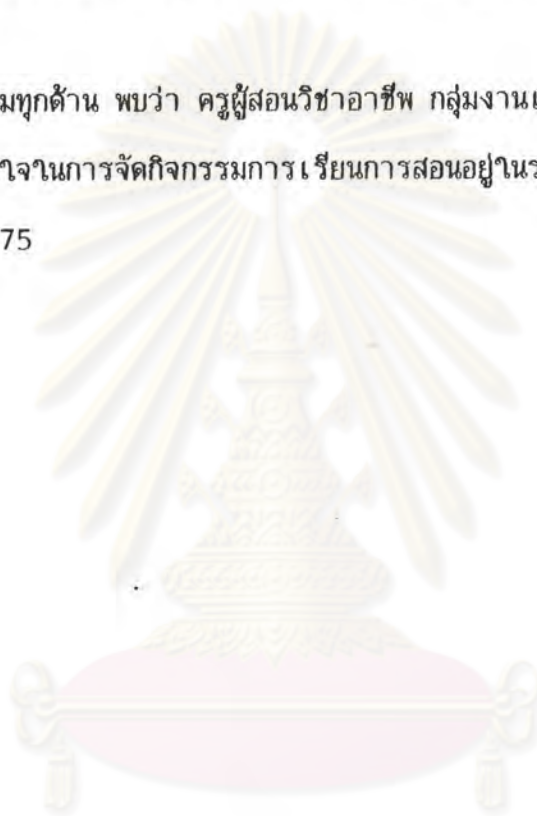 มทุกด้าน พบว่า ครูผู้สอนวิชาอาชีพ กลุ่มงาน
ใจในการจัดกิจกรรมการเรียนการสอนอยู่ใน
75